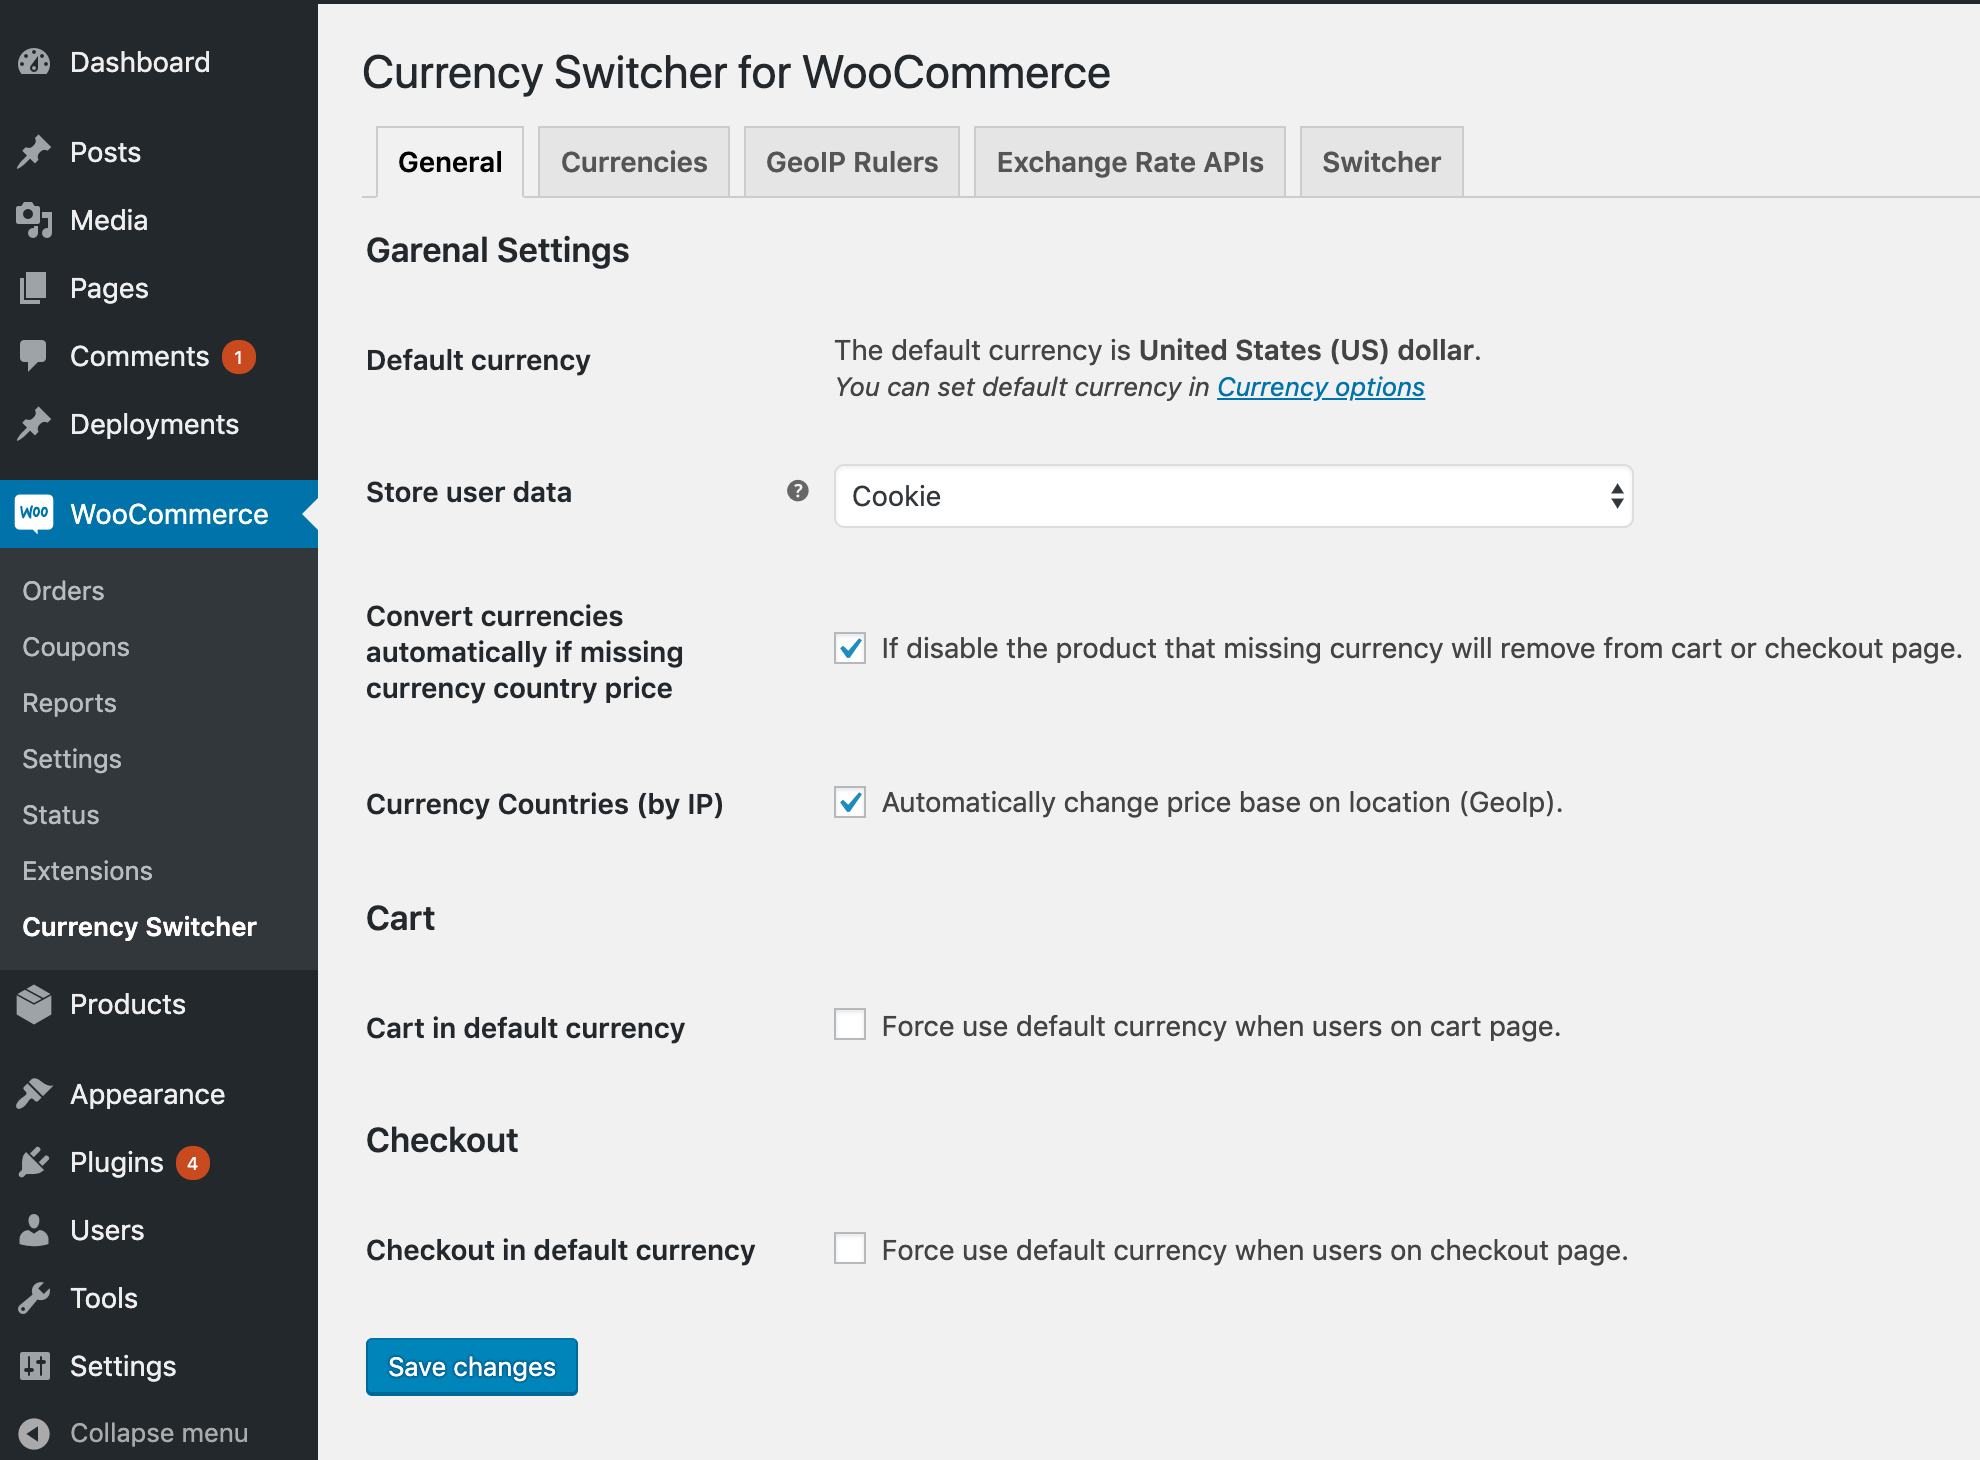 Dashboard
Posts
Media
Pages
Comments 1
Deployments
Woo WooCommerce
Orders
Coupons
Reports
Settings
Status
Extensions
Currency Switcher
Products
Appearance
Plugins 4
Users
Tools
Settings
Collapse menu
Currency Switcher for WooCommerce
General Currencies GeoIP Rulers Exchange Rate APIs Switcher
Garenal Settings
Default currency
The default currency is United States (US) dollar.
You can set default currency in Currency options
Store user data ? Cookie
Convert currencies
automatically if missing
currency country price
If disable the product that missing currency will remove from cart or checkout page.
Currency Countries (by IP) Automatically change price base on location (GeoIp).
Cart
Cart in default currency Force use default currency when users on cart page.
Checkout
Checkout in default currency Force use default currency when users on checkout page.
Save changes